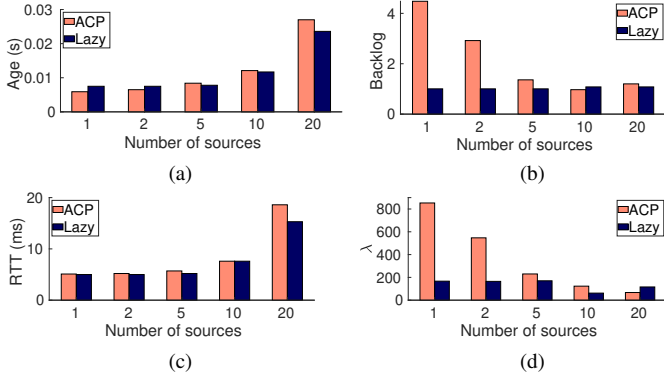 0.03
0.02
0.01
0
Age (s)
ACP
Lazy
1 2 5 10 20
Number of sources
(a)
4
2
0
Backlog
ACP
Lazy
1 2 5 10 20
Number of sources
(b)
20
10
0
RTT (ms)
ACP
Lazy
1 2 5 10 20
Number of sources
(c)
800
600
400
200
0
λ
ACP
Lazy
1 2 5 10 20
Number of sources
(d)